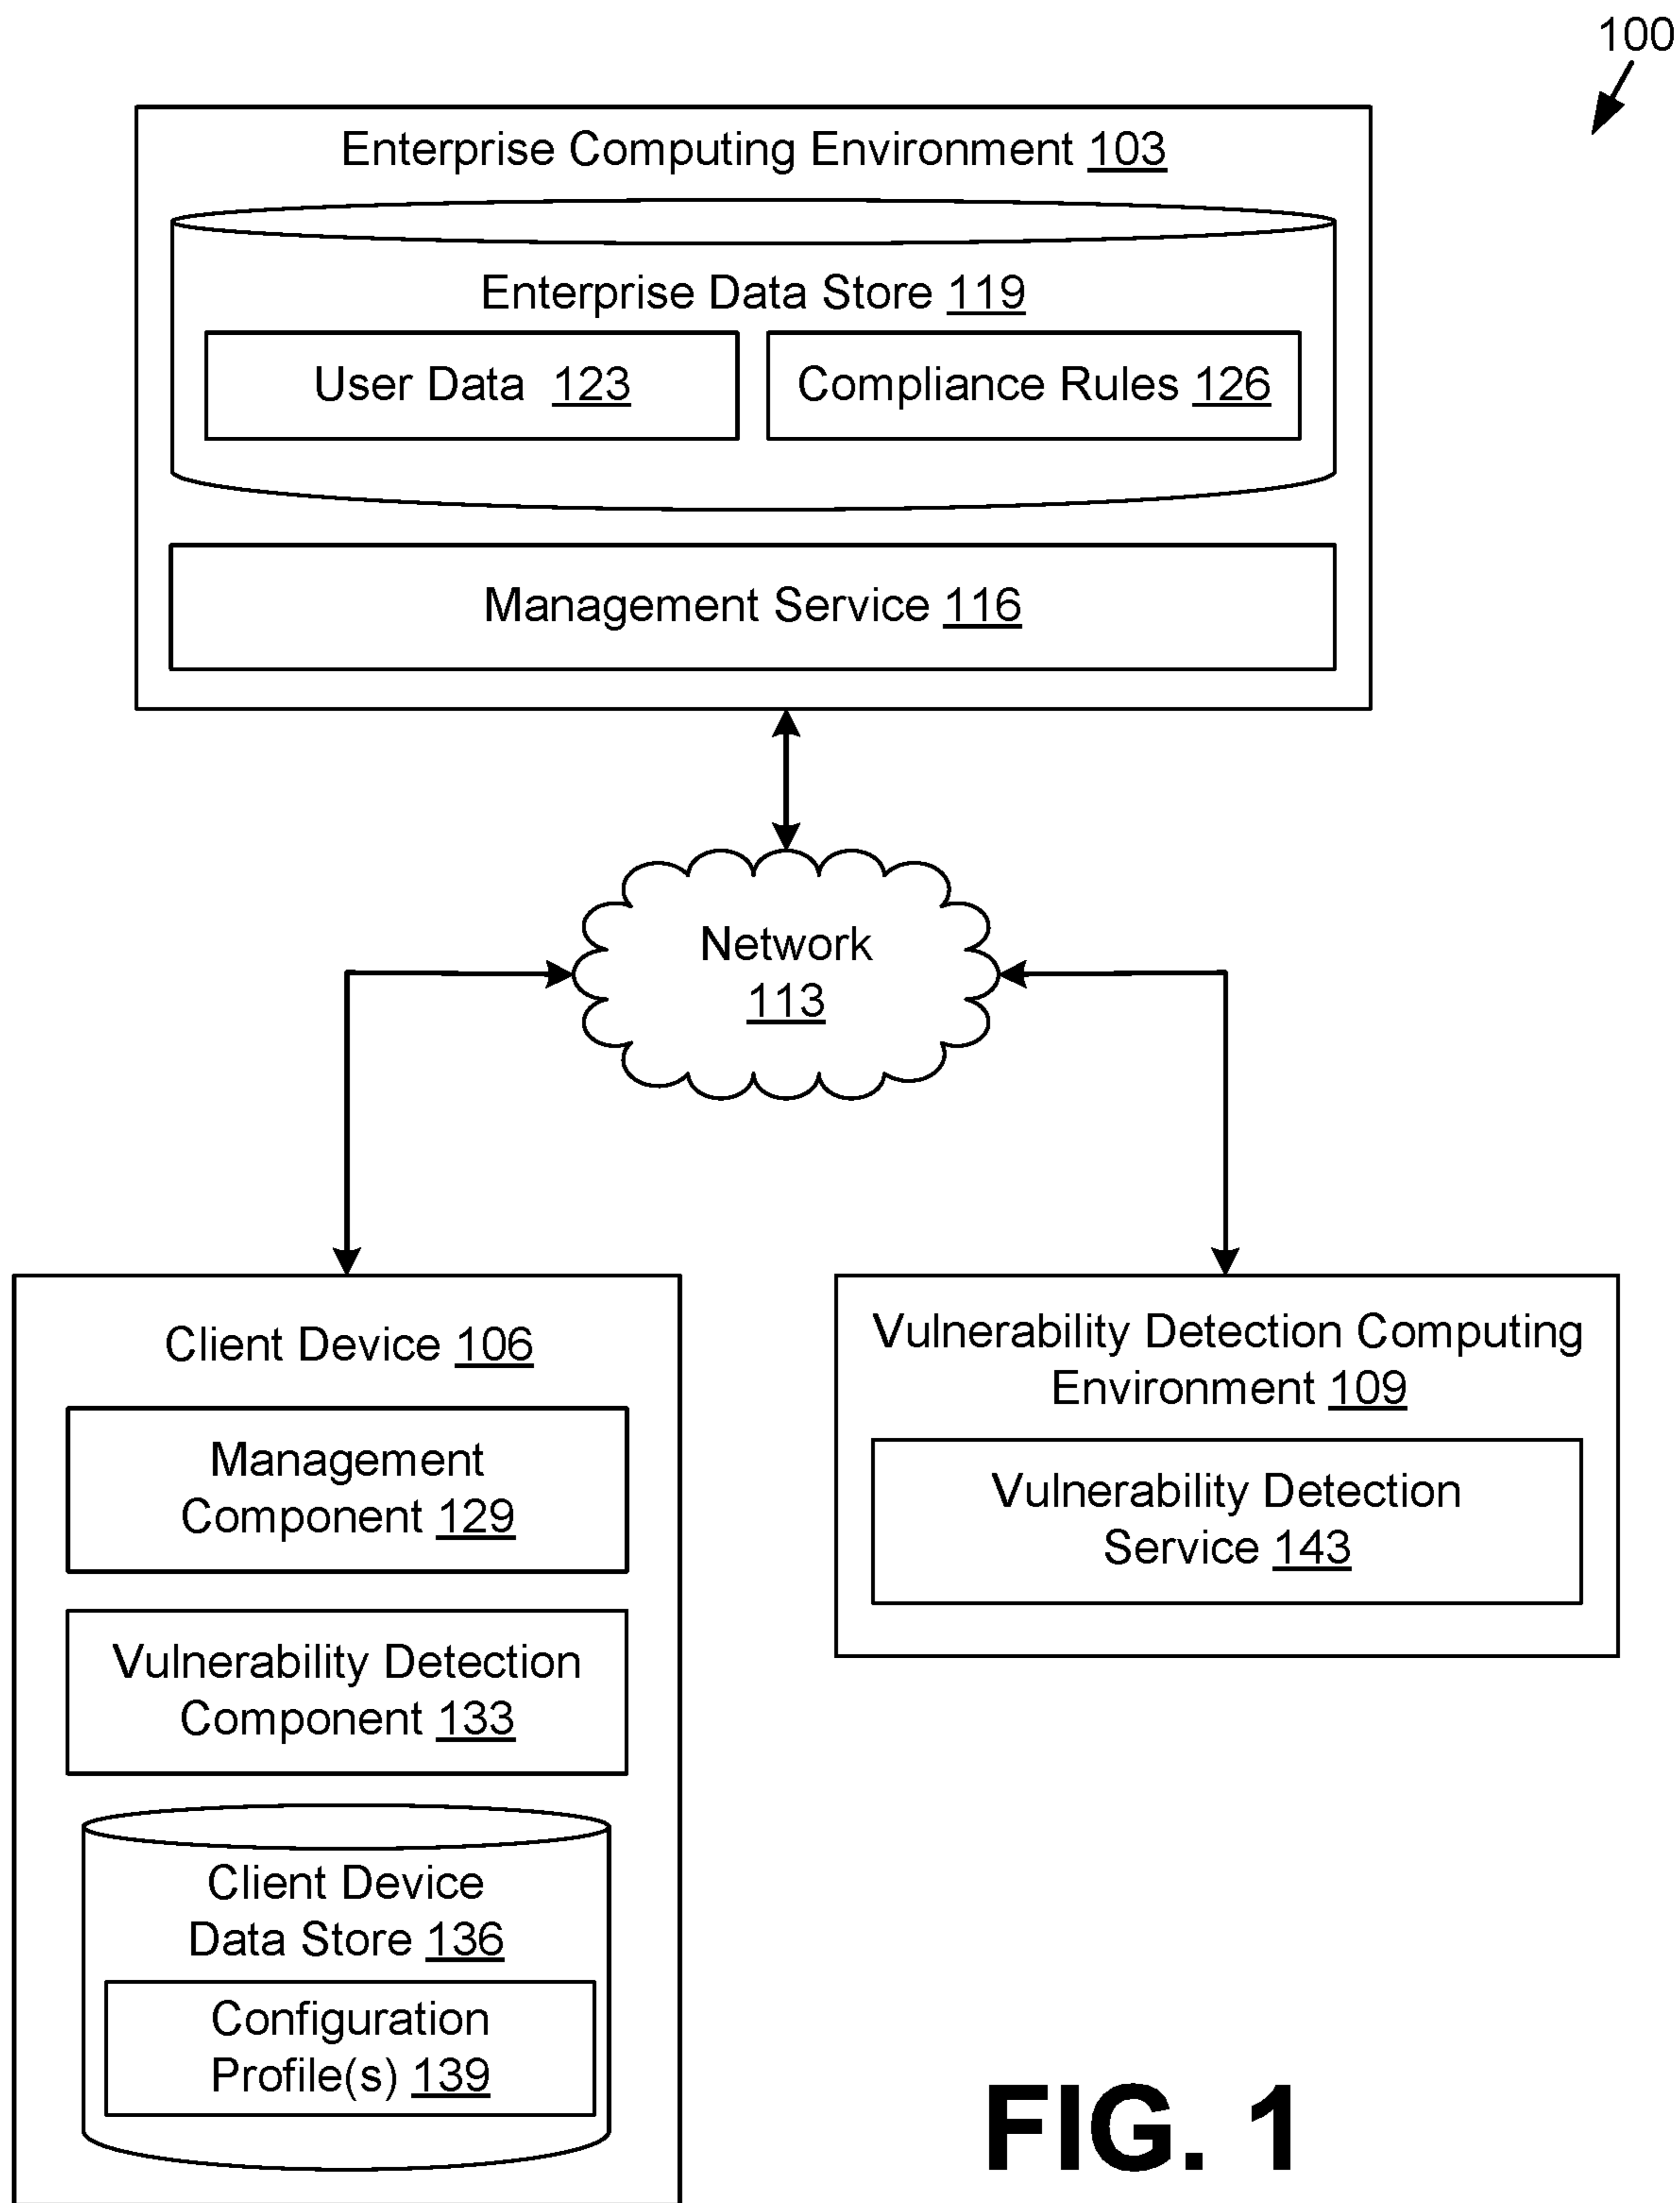 100
Enterprise Computing Environment 103
Enterprise Data Store 119
User Data 123
Compliance Rules 126
Management Service 116
Network
113
Client Device 106
Management
Component 129
Vulnerability Detection
Component 133
Client Device
Data Store 136
Configuration
Profile(s) 139
Vulnerability Detection Computing
Environment 109
Vulnerability Detection
Service 143
FIG. 1